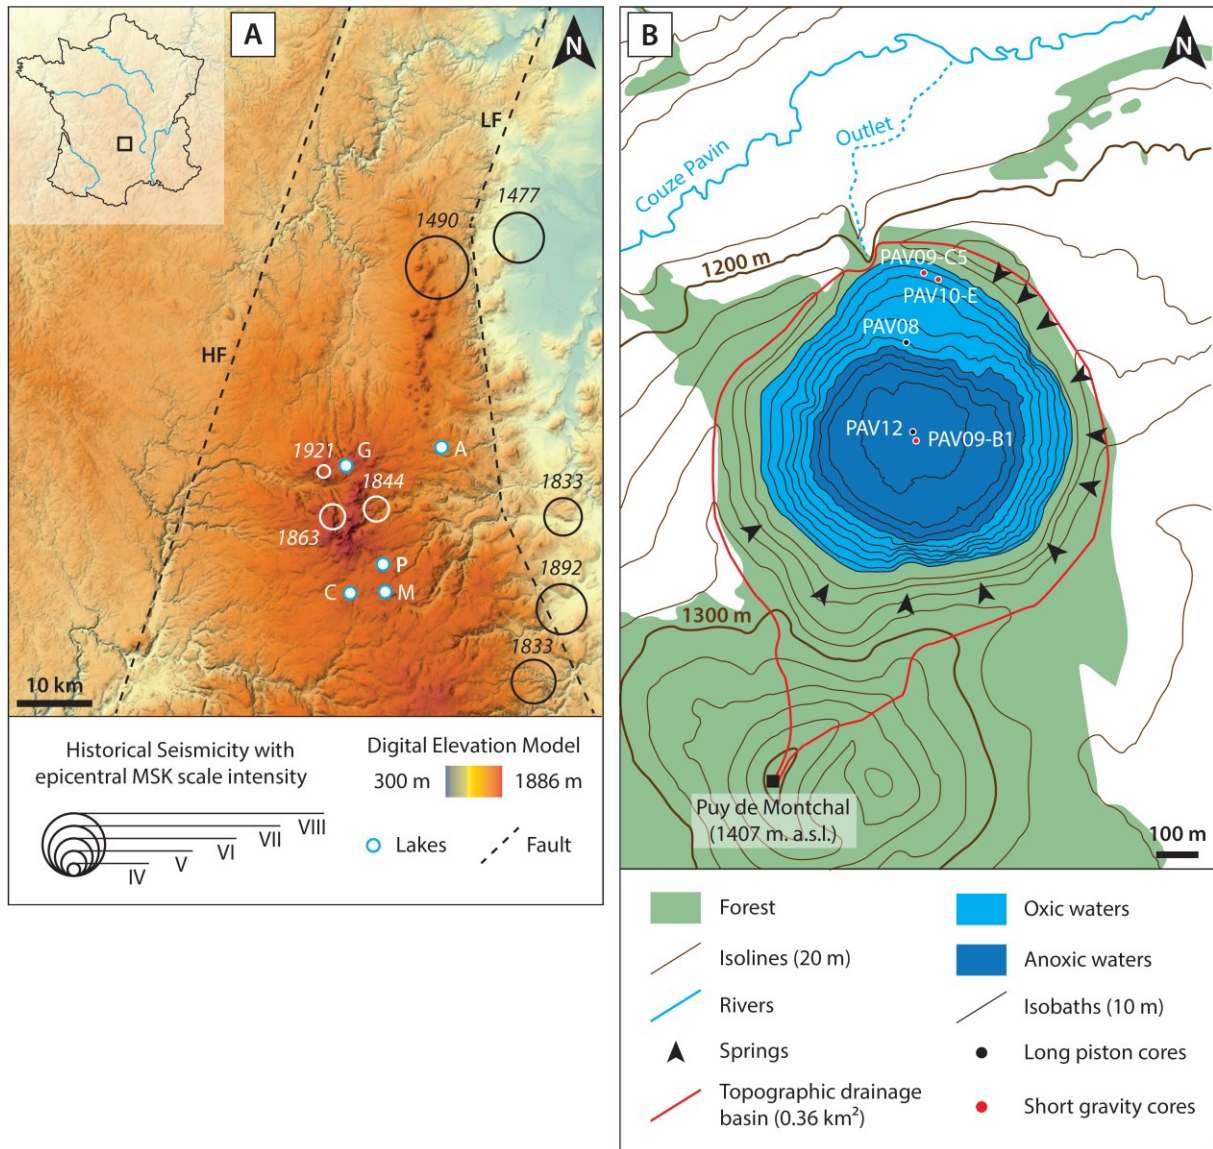 A
N
LF
1477
1490
HF
1921
G
A
1844
1833
1863
P
1892
C
M
1833
10 km
Historical Seismicity with
epicentral MSK scale intensity
VIII
VII
VI
V
IV
Digital Elevation Model
300 m
1886 m
Lakes
Fault
B
N
Couze Pavin
Outlet
1200 m
PAV09-C5
PAV10-E
PAV08
PAV12
PAV09-B1
1300 m
Puy de Montchal
(1407 m. a.s.l.)
100 m
Forest
Oxic waters
Isolines (20 m)
Anoxic waters
Rivers
Isobaths (10 m)
Springs
Long piston cores
Topographic drainage
basin (0.36 km²)
Short gravity cores